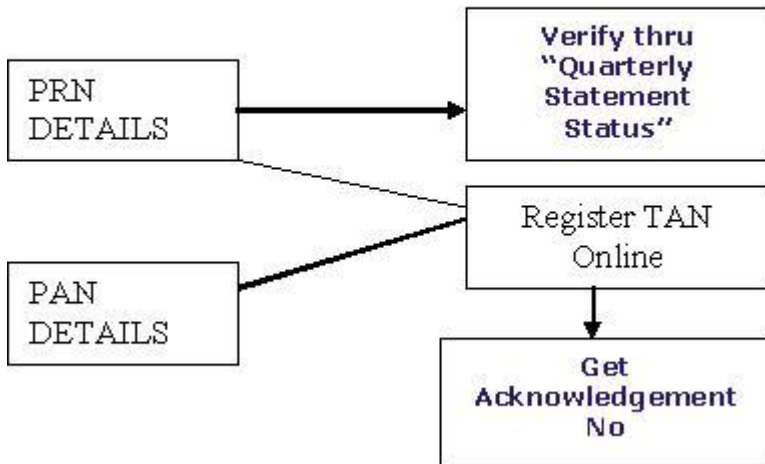 PRN
DETAILS
Verify thru
“Quarterly
Statement
Status”
Register TAN
Online
PAN
DETAILS
Get
Acknowledgement
No